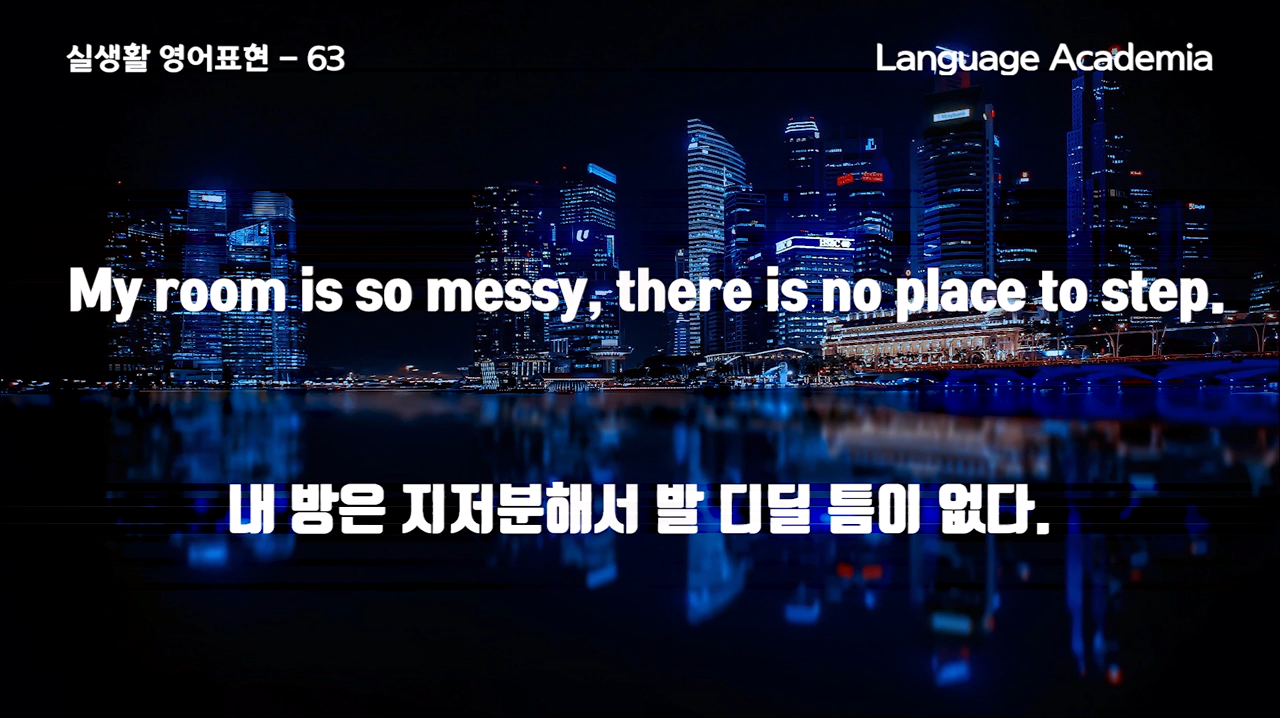 실생활 영어표현 – 63
Language Academia
My room is so messy, there is no place to step.
내 방은 지저분해서 발 디딜 틈이 없다.
HSBC